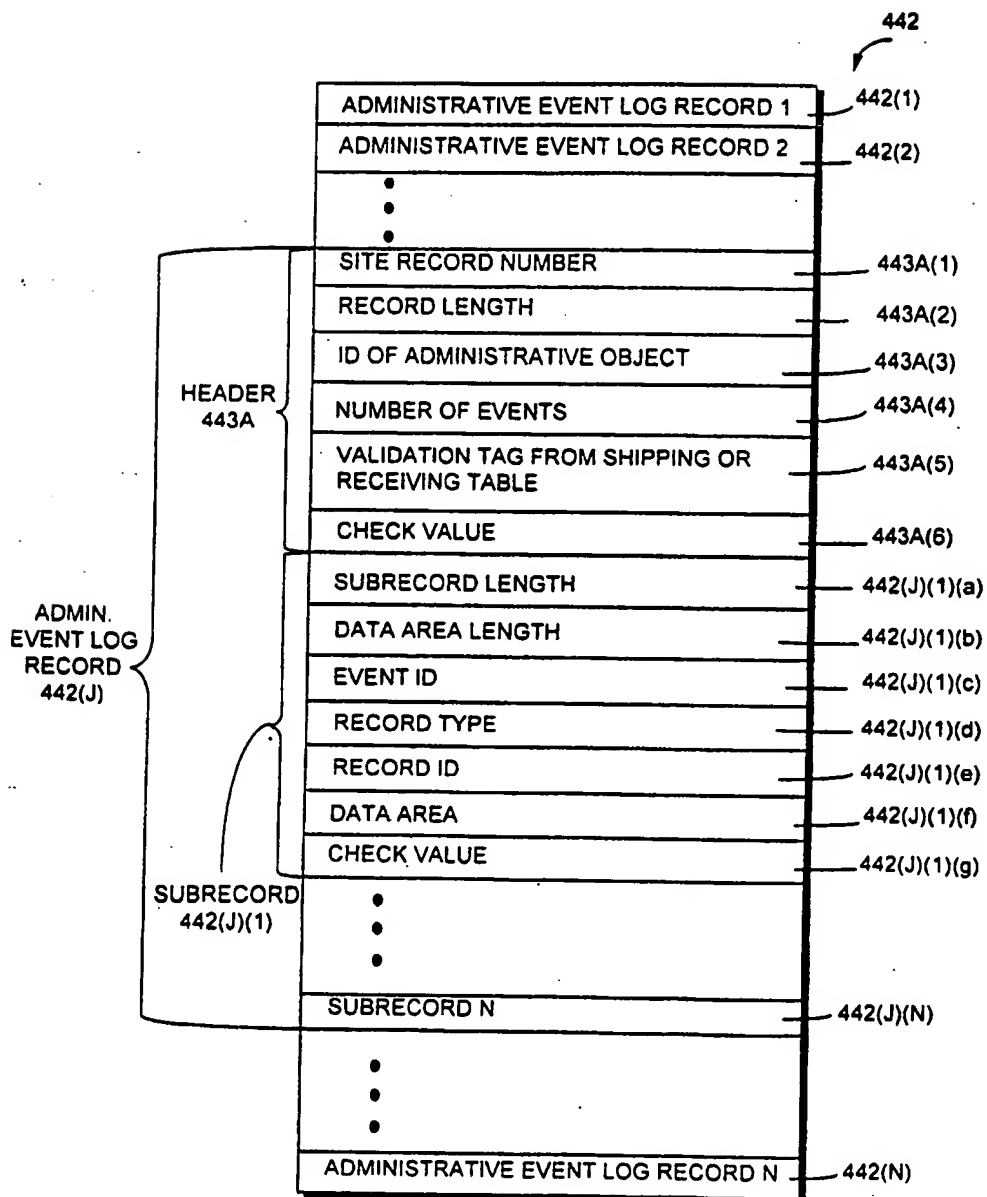 442
ADMINISTRATIVE EVENT LOG RECORD 1 442(1)
ADMINISTRATIVE EVENT LOG RECORD 2 442(2)
SITE RECORD NUMBER 443A(1)
RECORD LENGTH 443A(2)
ID OF ADMINISTRATIVE OBJECT 443A(3)
HEADER
443A
NUMBER OF EVENTS 443A(4)
VALIDATION TAG FROM SHIPPING OR
RECEIVING TABLE
443A(5)
CHECK VALUE 443A(6)
SUBRECORD LENGTH 442(J)(1)(a)
ADMIN.
EVENT LOG
RECORD
442(J)
DATA AREA LENGTH 442(J)(1)(b)
EVENT ID 442(J)(1)(c)
RECORD TYPE 442(J)(1)(d)
RECORD ID 442(J)(1)(e)
DATA AREA 442(J)(1)(f)
CHECK VALUE 442(J)(1)(g)
SUBRECORD
442(J)(1)
SUBRECORD N 442(J)(N)
ADMINISTRATIVE EVENT LOG RECORD N 442(N)